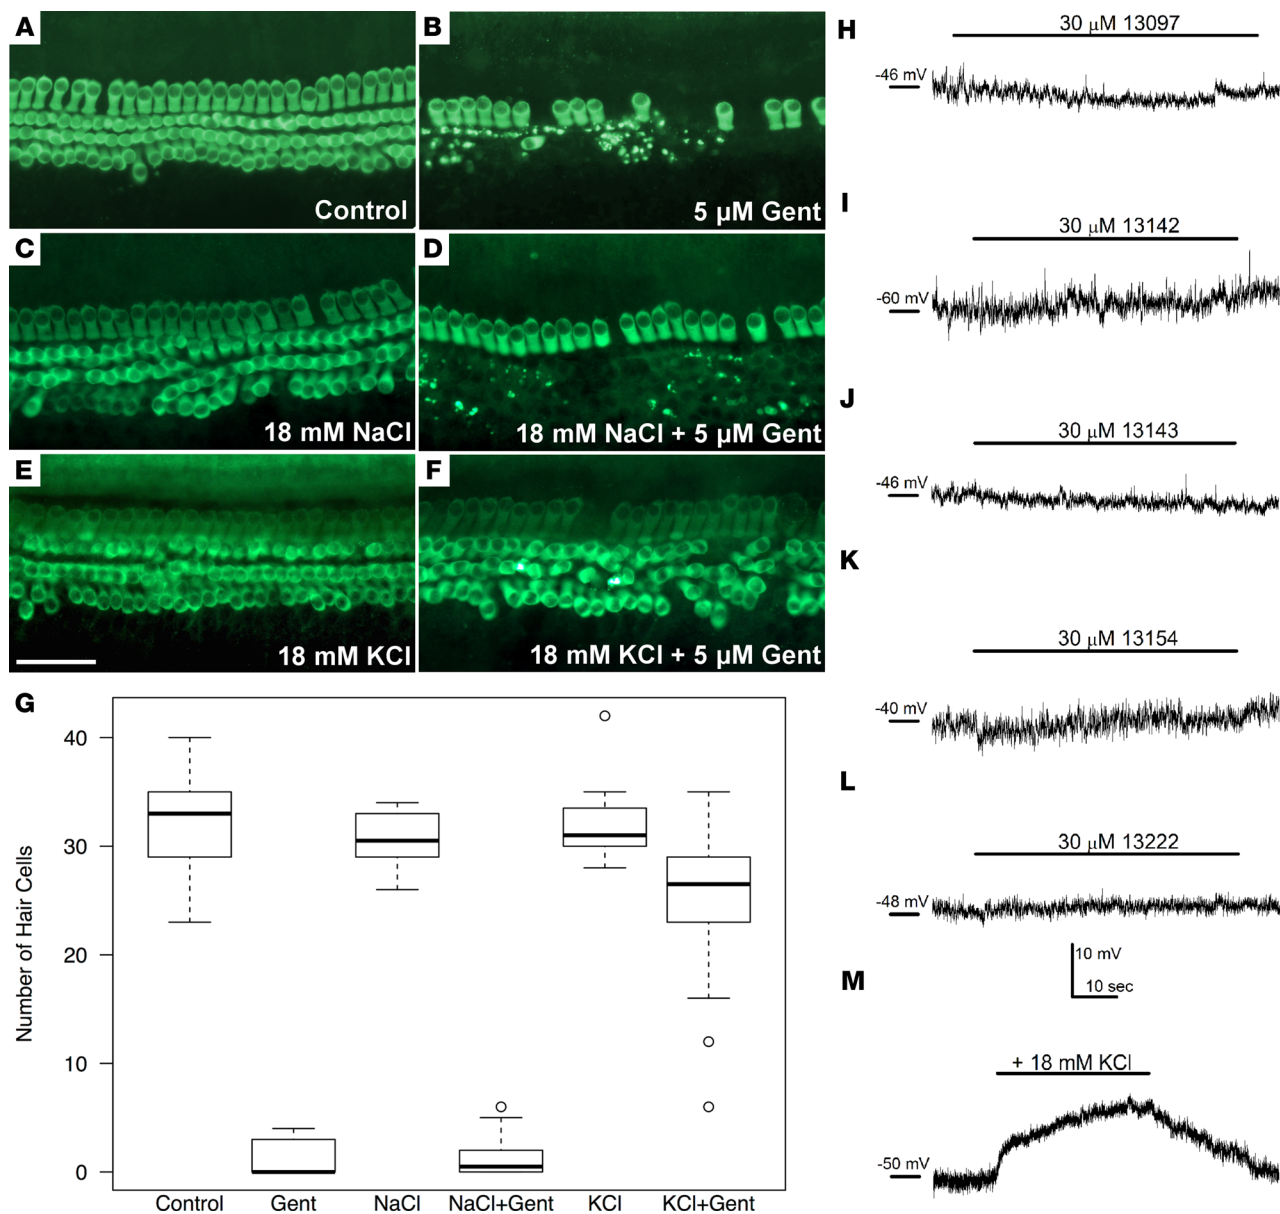 A
Control
B
5 µM Gent
C
18 mM NaCl
D
18 mM NaCl + 5 µM Gent
E
18 mM KCl
F
18 mM KCl + 5 µM Gent
G
Number of Hair Cells
40
30
20
10
0
Control Gent NaCl NaCl+Gent KCl KCl+Gent
H
30 µM 13097
-46 mV
I
30 µM 13142
-60 mV
J
30 µM 13143
-46 mV
K
30 µM 13154
-40 mV
L
30 µM 13222
-48 mV
10 mV
10 sec
M
+ 18 mM KCl
-50 mV